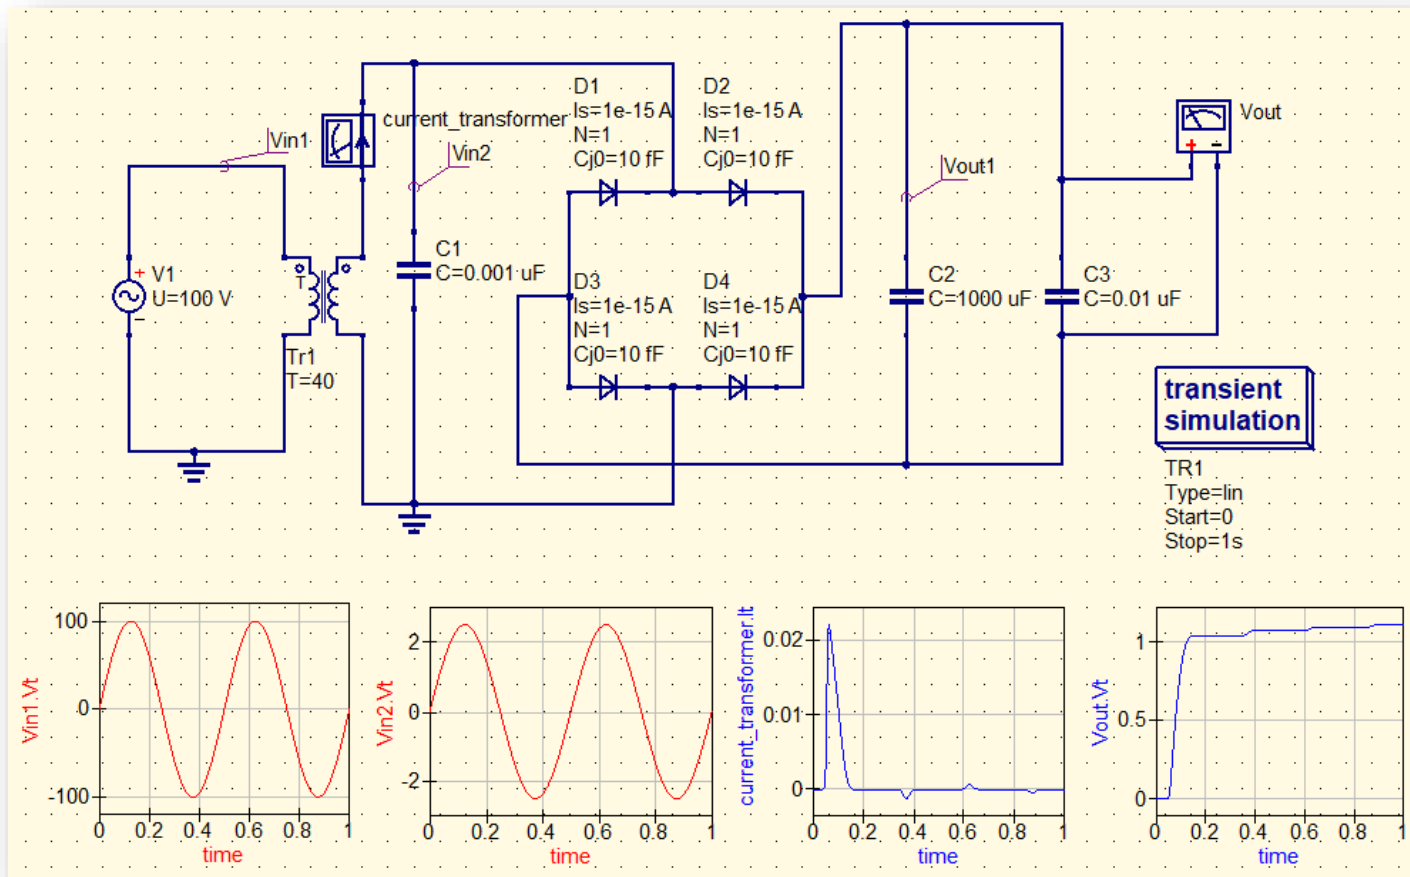 D1
Is=1e-15 A
N=1
Cj0=10 fF
D2
Is=1e-15 A
N=1
Cj0=10 fF
current_transformer
Vout
+ -
Vin1
Vin2
Vout1
+ V1
U=100 V
-
T
Tr1
T=40
C1
C=0.001 uF
D3
Is=1e-15 A
N=1
Cj0=10 fF
D4
Is=1e-15 A
N=1
Cj0=10 fF
C2
C=1000 uF
C3
C=0.01 uF
transient
simulation
TR1
Type=lin
Start=0
Stop=1s
Vin1.Vt
100
0
-100
0 0.2 0.4 0.6 0.8 1
time
Vin2.Vt
2
0
-2
0 0.2 0.4 0.6 0.8 1
time
current_transformer.It
0.02
0.01
0
0 0.2 0.4 0.6 0.8 1
time
Vout.Vt
1
0.5
0
0 0.2 0.4 0.6 0.8 1
time